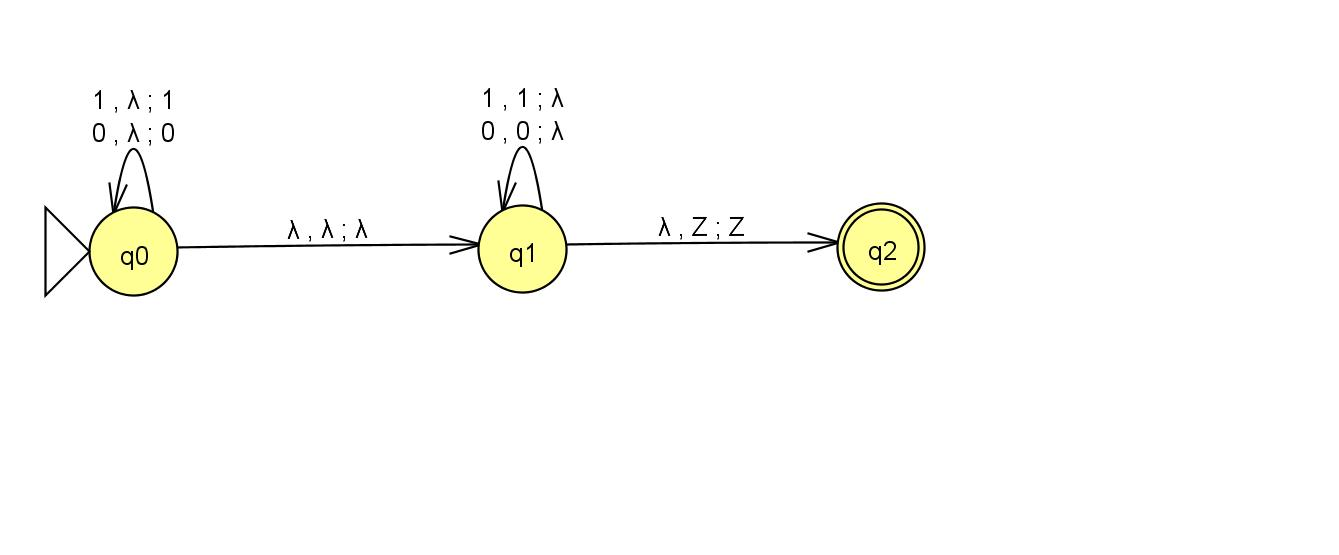 1 , λ ; 1
0 , λ ; 0
1 , 1 ; λ
0 , 0 ; λ
λ , λ ; λ
λ , Z ; Z
q0
q1
q2